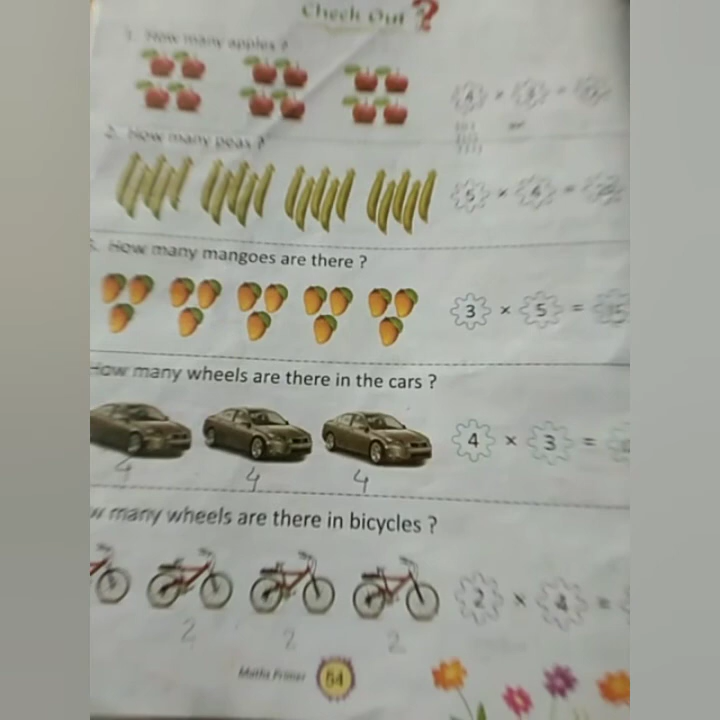 Check Out ?
1. How many apples ?
4 × 3 =
2. How many peas ?
5 × 4 =
How many mangoes are there ?
3 × 5 = 15
How many wheels are there in the cars ?
4 × 3 =
4 4 4
many wheels are there in bicycles ?
2 × 4 =
2 2 2
Maths Primer 54